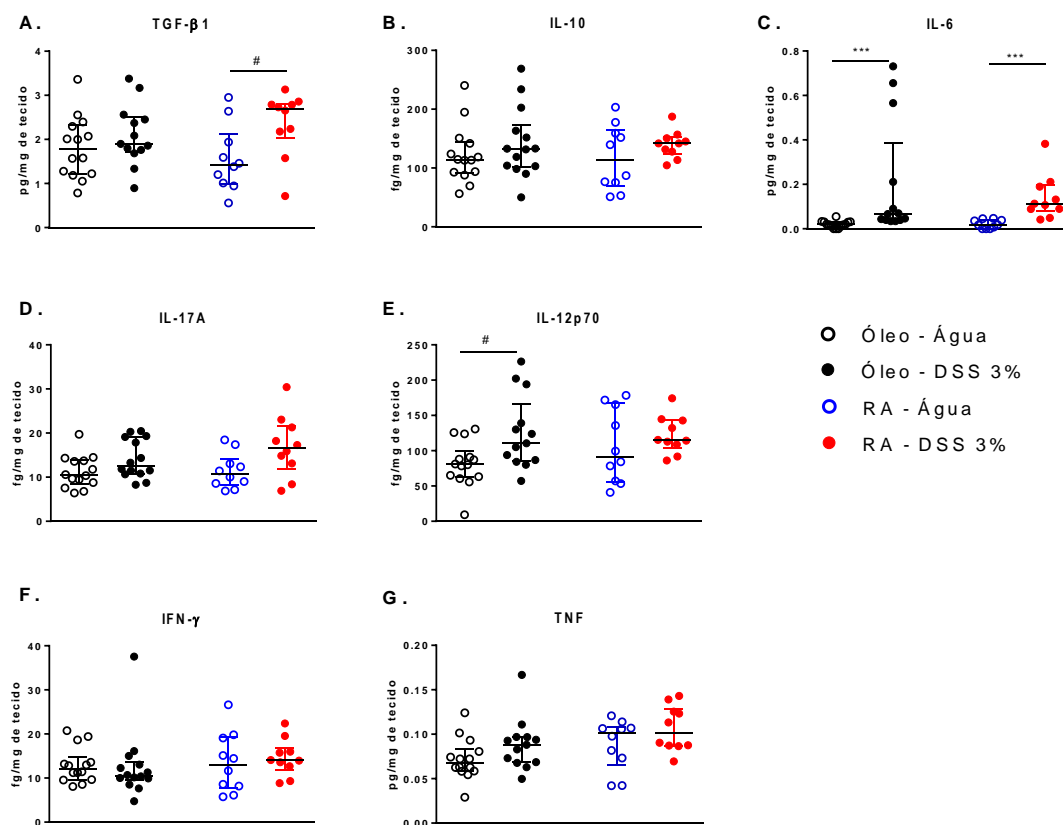 A.
TGF-β1
pg/mg de tecido
4
3
2
1
0
#
B.
IL-10
fg/mg de tecido
300
200
100
0
C.
IL-6
pg/mg de tecido
0.8
0.6
0.4
0.2
0.0
***
***
D.
IL-17A
fg/mg de tecido
40
30
20
10
0
E.
IL-12p70
fg/mg de tecido
250
200
150
100
50
0
#
Óleo - Água
Óleo - DSS 3%
RA - Água
RA - DSS 3%
F.
IFN-γ
fg/mg de tecido
40
30
20
10
0
G.
TNF
pg/mg de tecido
0.20
0.15
0.10
0.05
0.00